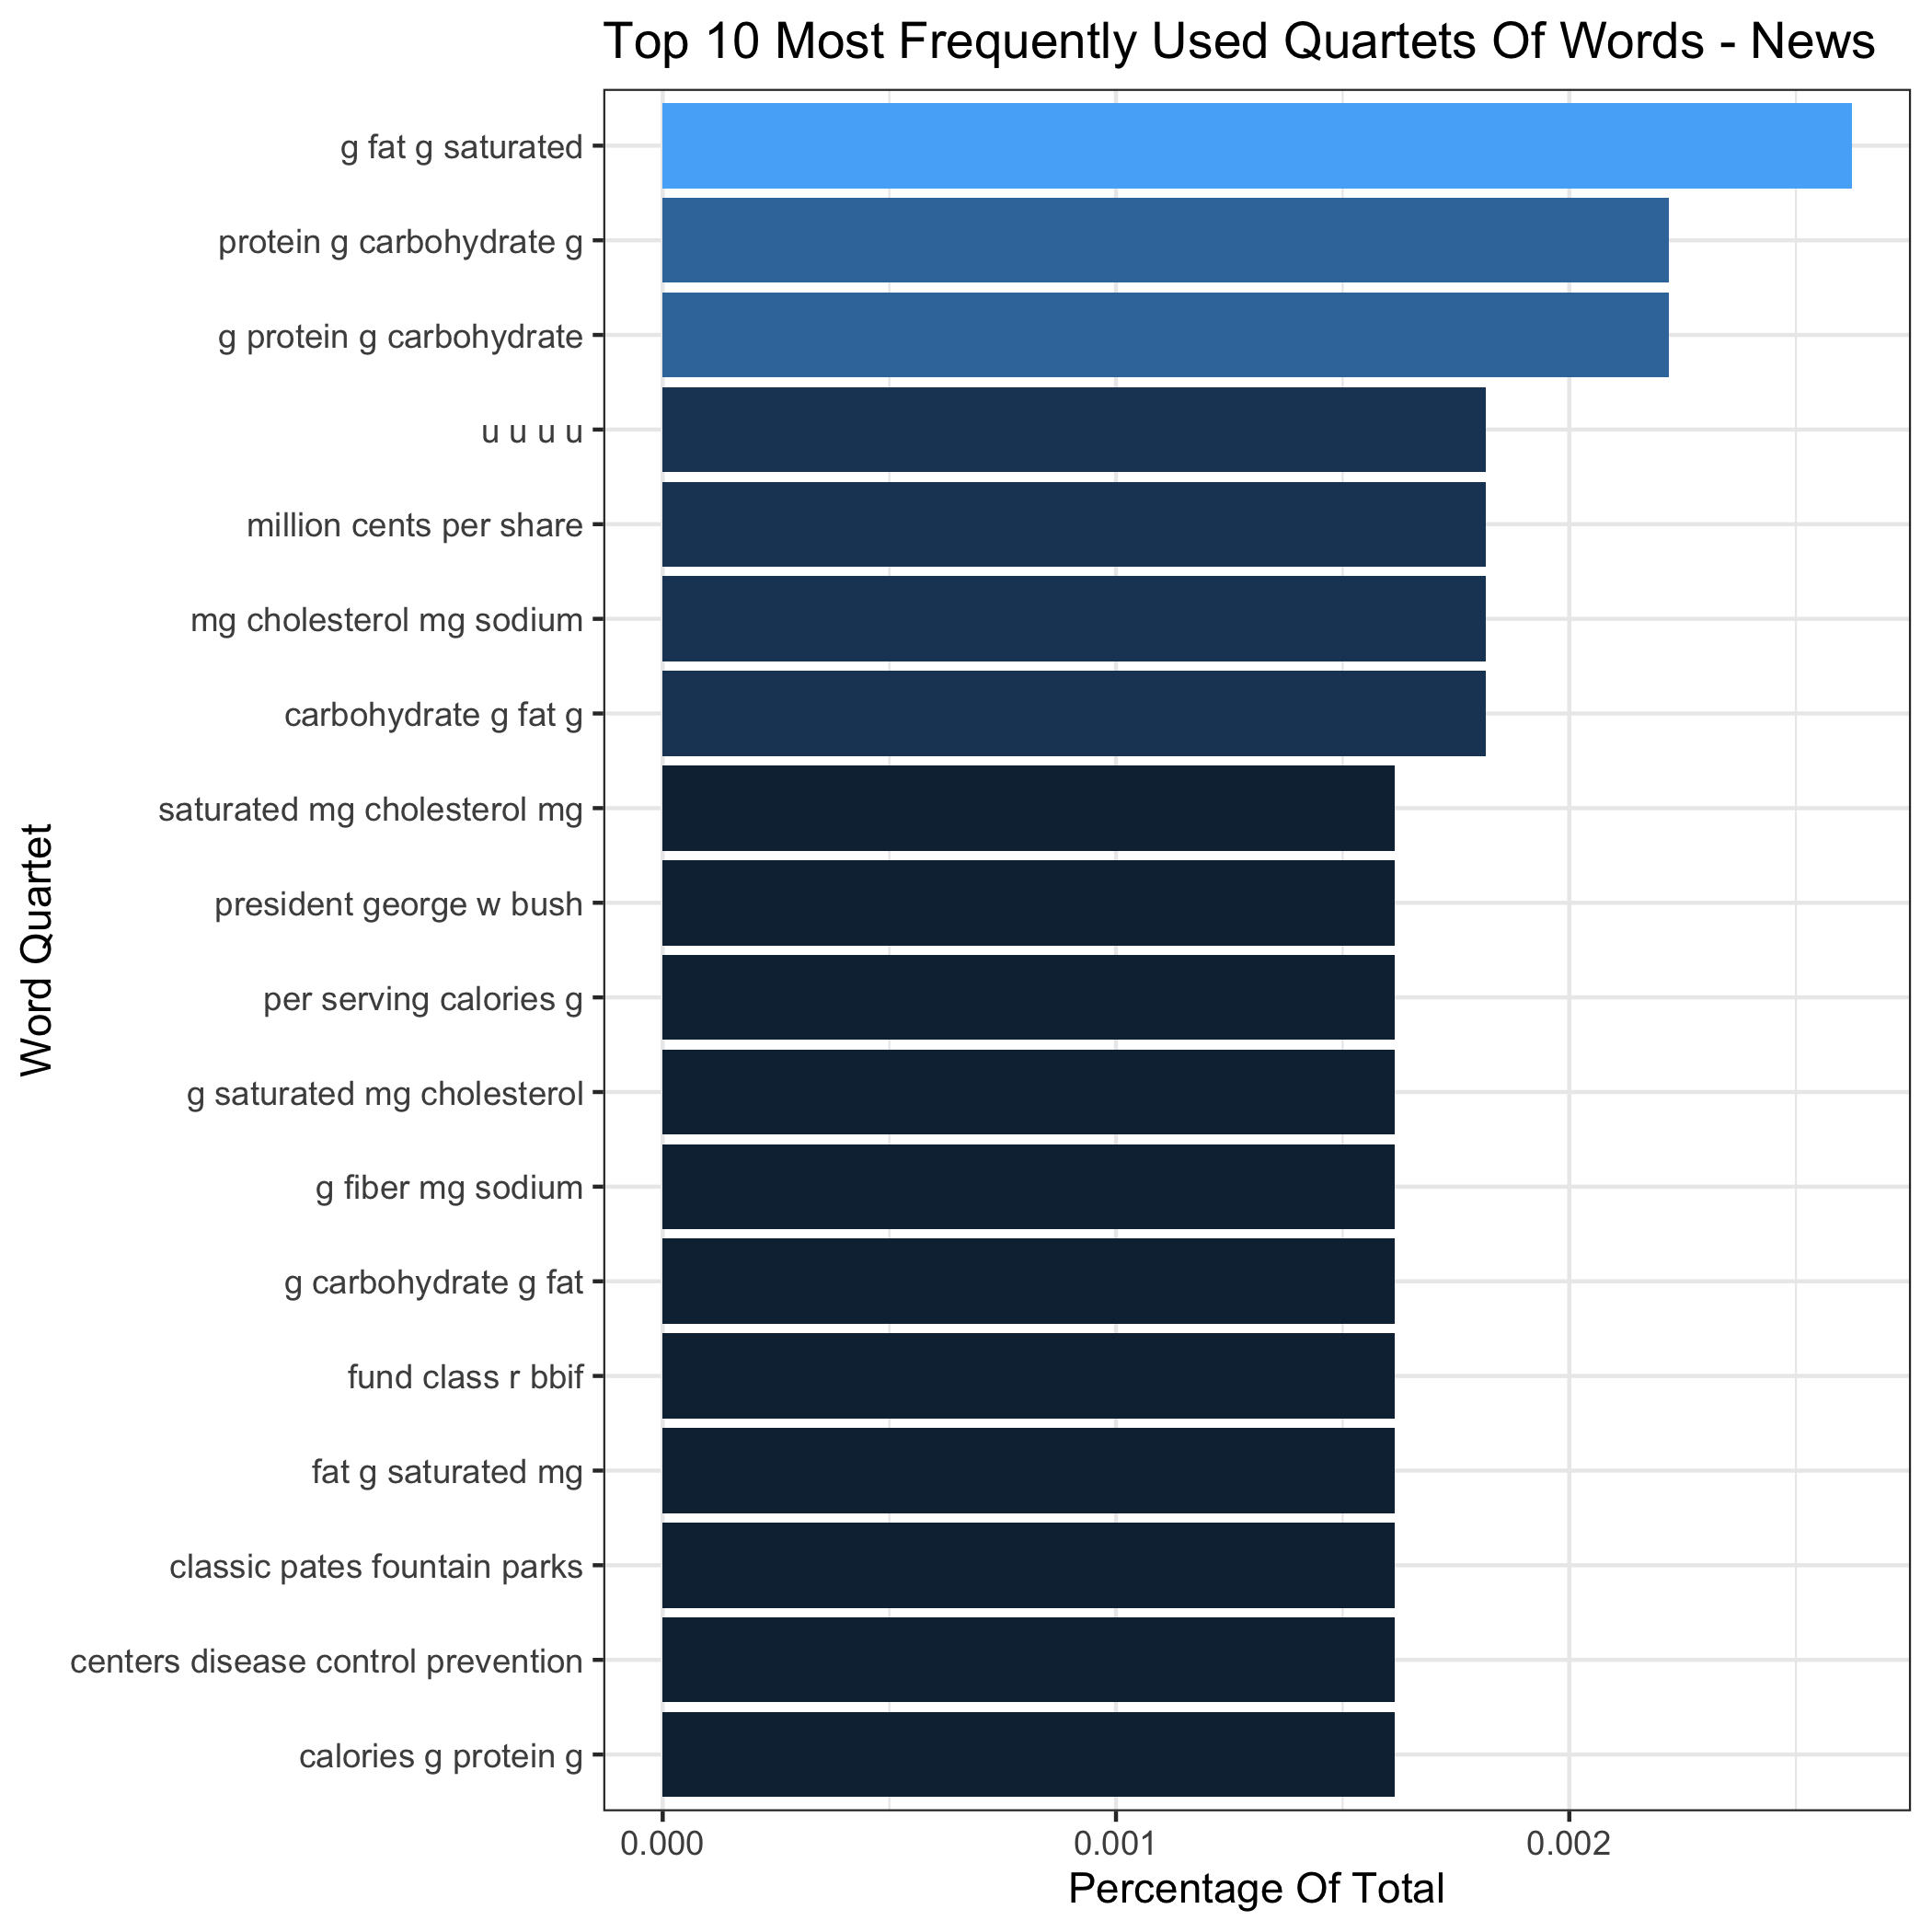 Top 10 Most Frequently Used Quartets Of Words - News
g fat g saturated
protein g carbohydrate g
g protein g carbohydrate
u u u u
million cents per share
mg cholesterol mg sodium
carbohydrate g fat g
saturated mg cholesterol mg
president george w bush
per serving calories g
g saturated mg cholesterol
g fiber mg sodium
g carbohydrate g fat
fund class r bbif
fat g saturated mg
classic pates fountain parks
centers disease control prevention
calories g protein g
Word Quartet
0.000 0.001 0.002
Percentage Of Total